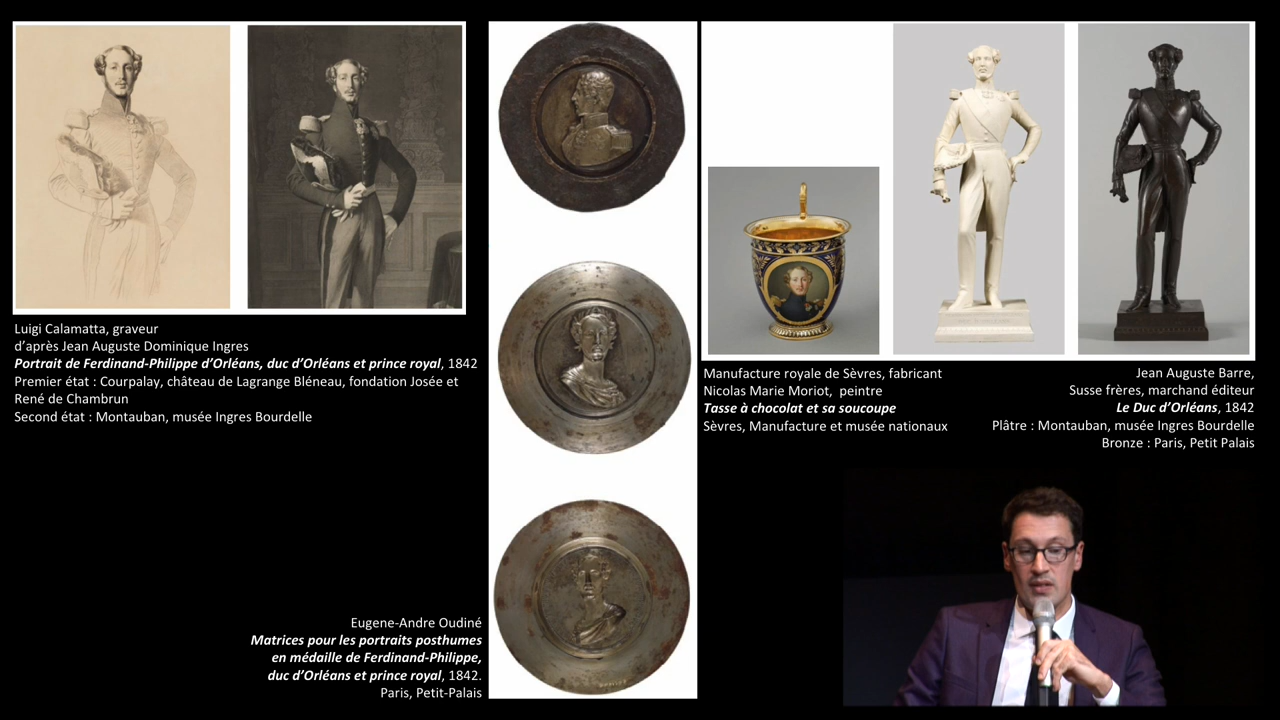 Luigi Calamatta, graveur
d'après Jean Auguste Dominique Ingres
Portrait de Ferdinand-Philippe d'Orléans, duc d'Orléans et prince royal, 1842
Premier état : Courpalay, château de Lagrange Bléneau, fondation Josée et
René de Chambrun
Second état : Montauban, musée Ingres Bourdelle
Eugene-Andre Oudiné
Matrices pour les portraits posthumes
en médaille de Ferdinand-Philippe,
duc d'Orléans et prince royal, 1842.
Paris, Petit-Palais
Manufacture royale de Sèvres, fabricant
Nicolas Marie Moriot, peintre
Tasse à chocolat et sa soucoupe
Sèvres, Manufacture et musée nationaux
Jean Auguste Barre,
Susse frères, marchand éditeur
Le Duc d'Orléans, 1842
Plâtre : Montauban, musée Ingres Bourdelle
Bronze : Paris, Petit Palais